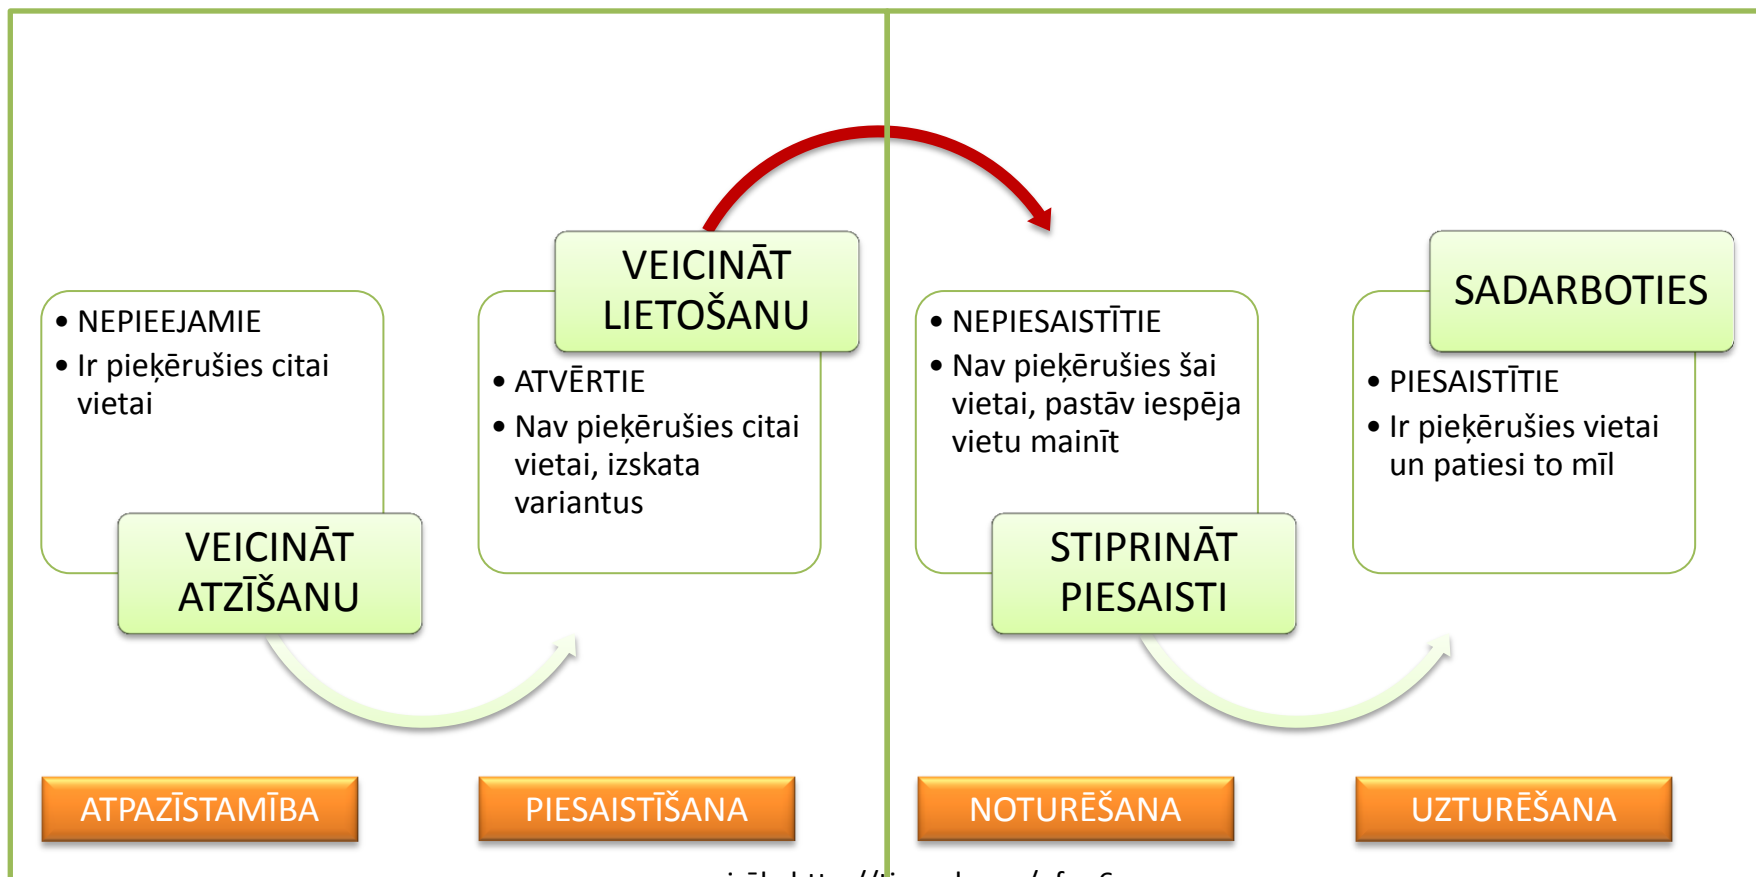 • NEPIEEJAMIE
• Ir pieķērušies citai
vietai
VEICINĀT
ATZĪŠANU
VEICINĀT
LIETOŠANU
• ATVĒRTIE
• Nav pieķērušies citai
vietai, izskata
variantus
• NEPIESAISTĪTIE
• Nav pieķērušies šai
vietai, pastāv iespēja
vietu mainīt
STIPRINĀT
PIESAISTI
SADARBOTIES
• PIESAISTĪTIE
• Ir pieķērušies vietai
un patiesi to mīl
ATPAZĪSTAMĪBA
PIESAISTĪŠANA
NOTURĒŠANA
UZTURĒŠANA